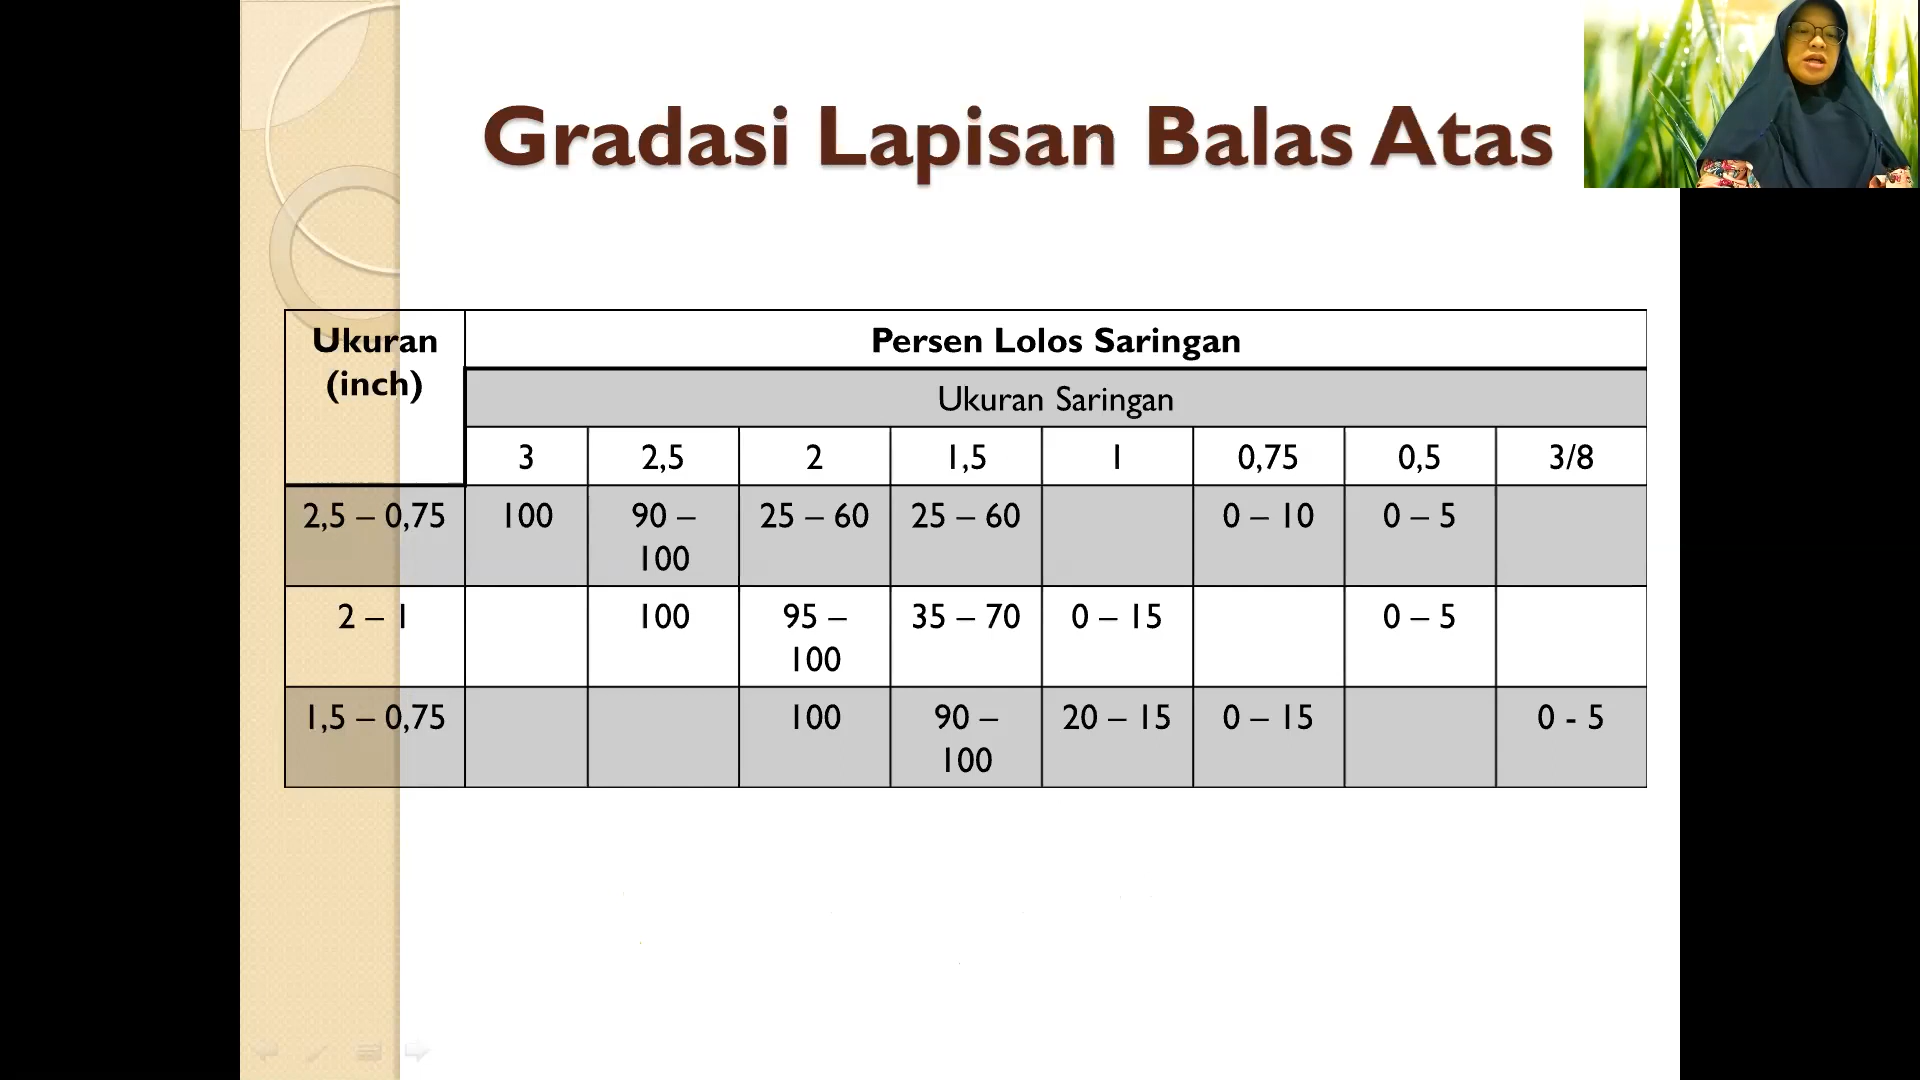 Gradasi Lapisan Balas Atas
Ukuran (inch) Persen Lolos Saringan
Ukuran Saringan
3 2,5 2 1,5 1 0,75 0,5 3/8
2,5 – 0,75 100 90 – 100 25 – 60 25 – 60 0 – 10 0 – 5
2 – 1 100 95 – 100 35 – 70 0 – 15 0 – 5
1,5 – 0,75 100 90 – 100 20 – 15 0 – 15 0 - 5